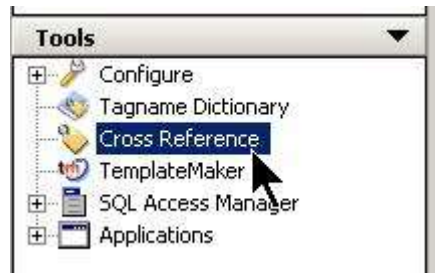 Tools
Configure
Tagname Dictionary
Cross Reference
TemplateMaker
SQL Access Manager
Applications